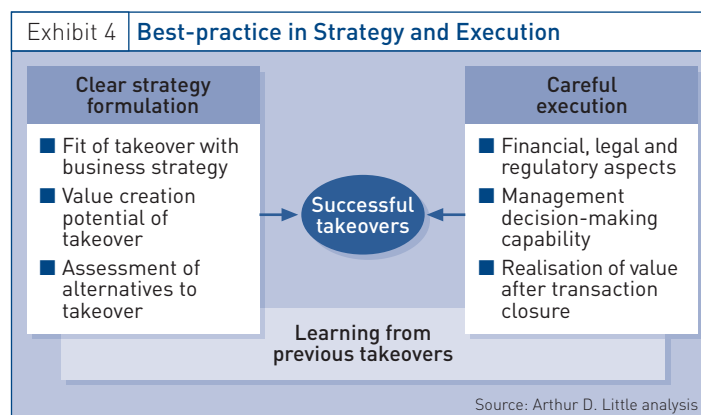 Exhibit 4 Best-practice in Strategy and Execution
Clear strategy
formulation
■ Fit of takeover with
business strategy
■ Value creation
potential of
takeover
■ Assessment of
alternatives to
takeover
Successful
takeovers
Careful
execution
■ Financial, legal and
regulatory aspects
■ Management
decision-making
capability
■ Realisation of value
after transaction
closure
Learning from
previous takeovers
Source: Arthur D. Little analysis